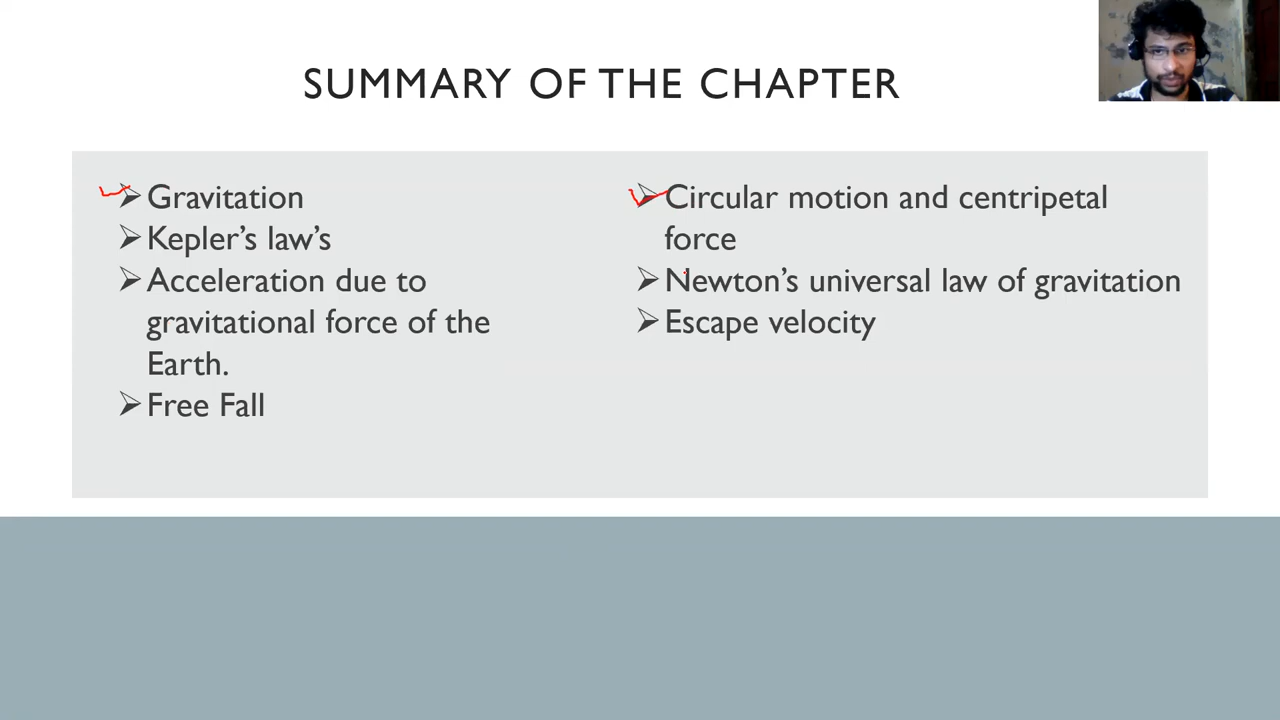 SUMMARY OF THE CHAPTER
Gravitation
Kepler's law's
Acceleration due to
gravitational force of the
Earth.
Free Fall
Circular motion and centripetal
force
Newton's universal law of gravitation
Escape velocity